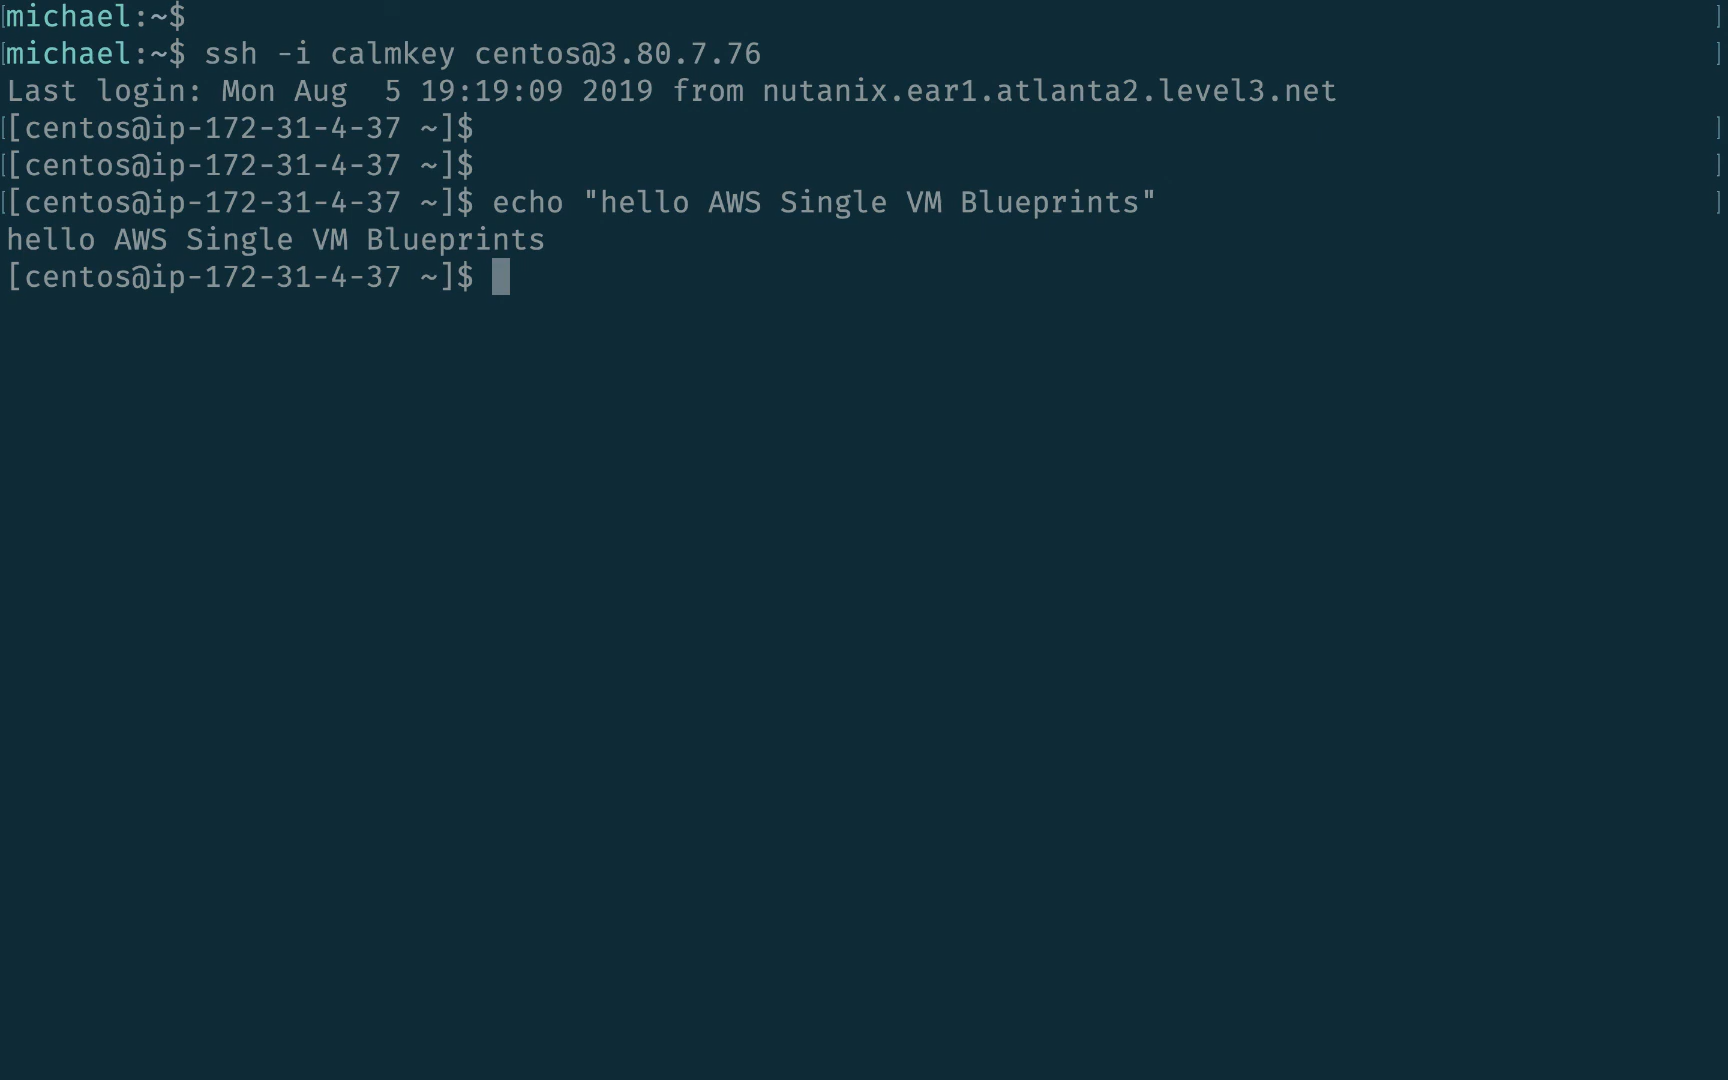 [michael:~$ ]
[michael:~$ ssh -i calmkey centos@3.80.7.76 ]
Last login: Mon Aug  5 19:19:09 2019 from nutanix.ear1.atlanta2.level3.net
[[centos@ip-172-31-4-37 ~]$ ]
[[centos@ip-172-31-4-37 ~]$ ]
[[centos@ip-172-31-4-37 ~]$ echo "hello AWS Single VM Blueprints" ]
hello AWS Single VM Blueprints
[centos@ip-172-31-4-37 ~]$